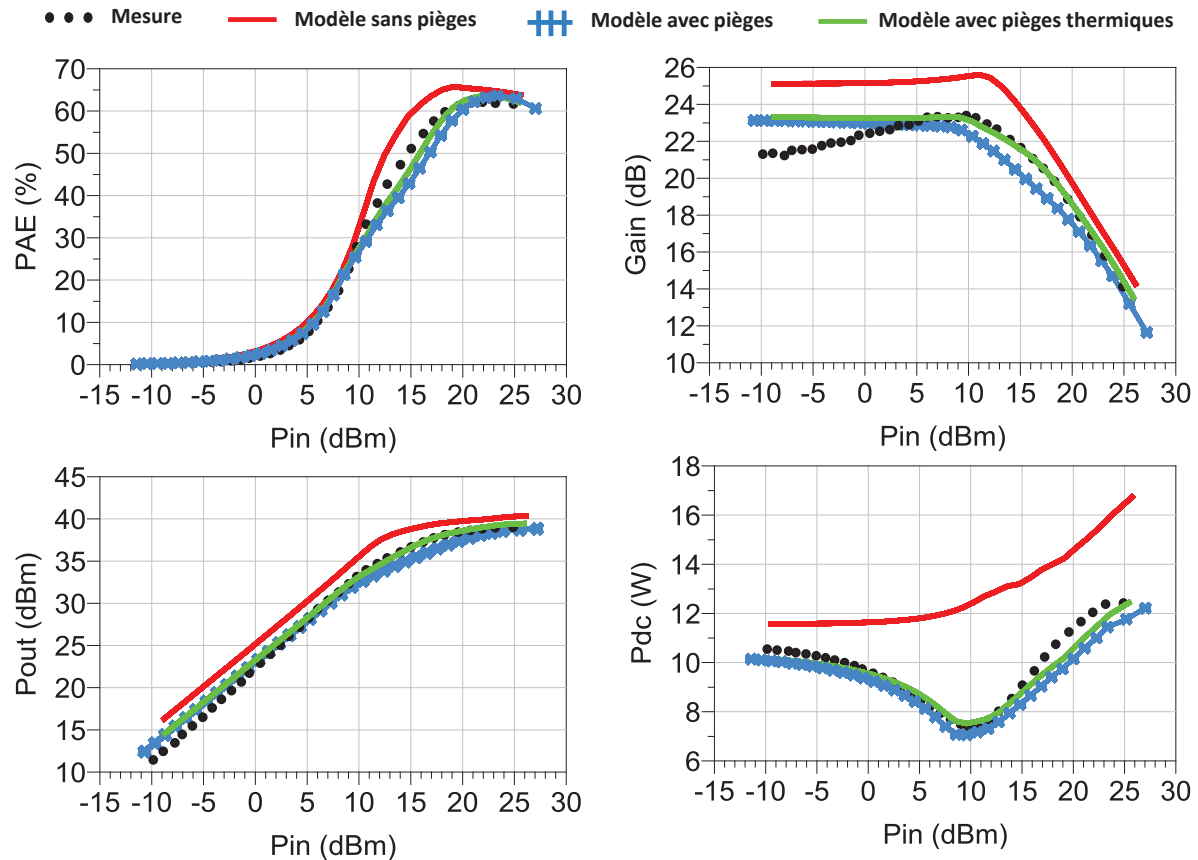 Mesure
Modèle sans pièges
Modèle avec pièges
Modèle avec pièges thermiques
PAE (%)
70
60
50
40
30
20
10
0
-15 -10 -5 0 5 10 15 20 25 30
Pin (dBm)
Gain (dB)
26
24
22
20
18
16
14
12
10
-15 -10 -5 0 5 10 15 20 25 30
Pin (dBm)
Pout (dBm)
45
40
35
30
25
20
15
10
-15 -10 -5 0 5 10 15 20 25 30
Pin (dBm)
Pdc (W)
18
16
14
12
10
8
6
-15 -10 -5 0 5 10 15 20 25 30
Pin (dBm)